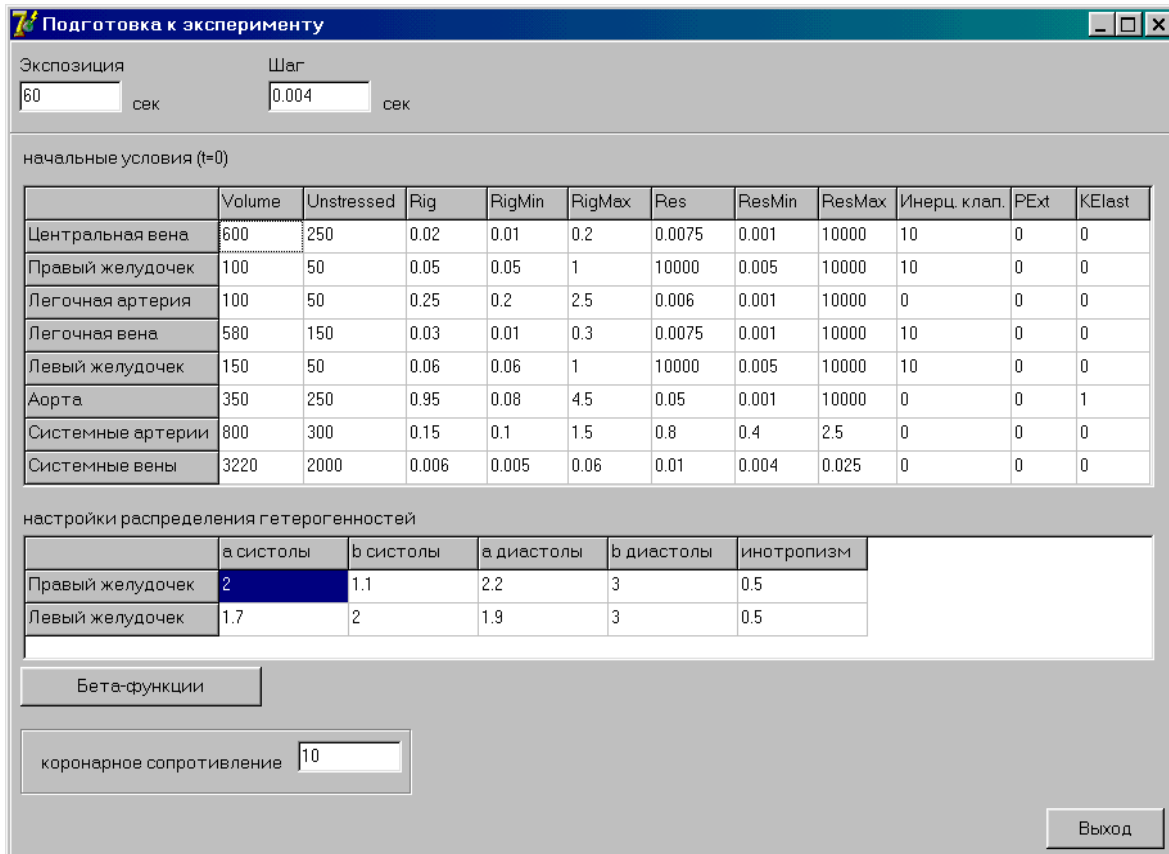 Подготовка к эксперименту
Экспозиция Шаг
60 сек 0.004 сек
начальные условия (t=0)
Volume Unstressed Rig RigMin RigMax Res ResMin ResMax Инерц. клап. PExt KElast
Центральная вена 600 250 0.02 0.01 0.2 0.0075 0.001 10000 10 0 0
Правый желудочек 100 50 0.05 0.05 1 10000 0.005 10000 10 0 0
Легочная артерия 100 50 0.25 0.2 2.5 0.006 0.001 10000 0 0 0
Легочная вена 580 150 0.03 0.01 0.3 0.0075 0.001 10000 10 0 0
Левый желудочек 150 50 0.06 0.06 1 10000 0.005 10000 10 0 0
Аорта 350 250 0.95 0.08 4.5 0.05 0.001 10000 0 0 1
Системные артерии 800 300 0.15 0.1 1.5 0.8 0.4 2.5 0 0 0
Системные вены 3220 2000 0.006 0.005 0.06 0.01 0.004 0.025 0 0 0
настройки распределения гетерогенностей
a систолы b систолы a диастолы b диастолы инотропизм
Правый желудочек 2 1.1 2.2 3 0.5
Левый желудочек 1.7 2 1.9 3 0.5
Бета-функции
коронарное сопротивление 10
Выход